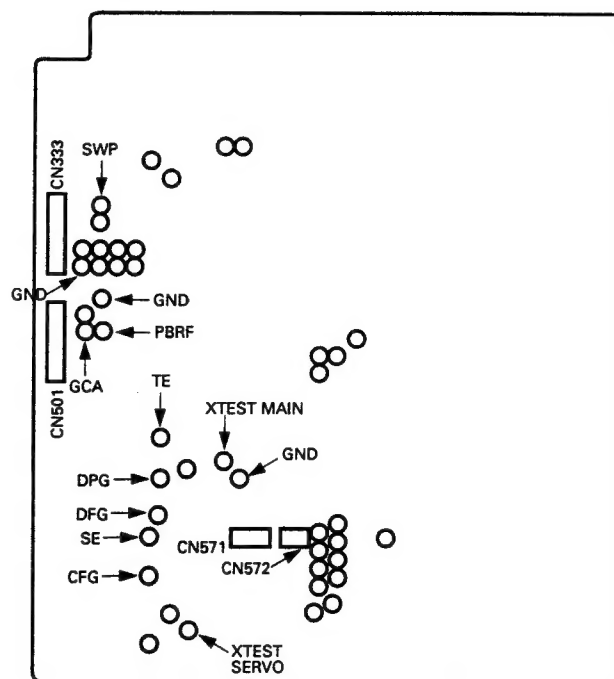 SWP
CN333
GND
GND
PBRF
GCA
CN501
TE
XTEST MAIN
GND
DPG
DFG
SE
CN571
CN572
CFG
XTEST
SERVO